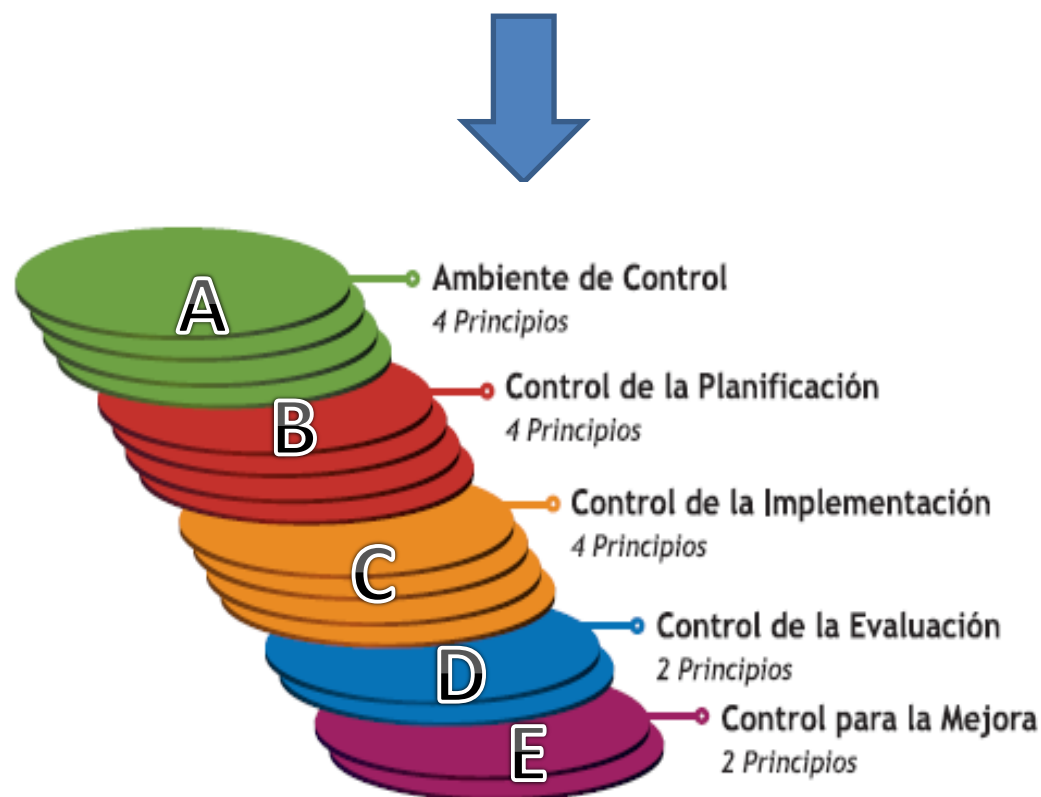 A
Ambiente de Control
4 Principios
B
Control de la Planificación
4 Principios
C
Control de la Implementación
4 Principios
D
Control de la Evaluación
2 Principios
E
Control para la Mejora
2 Principios